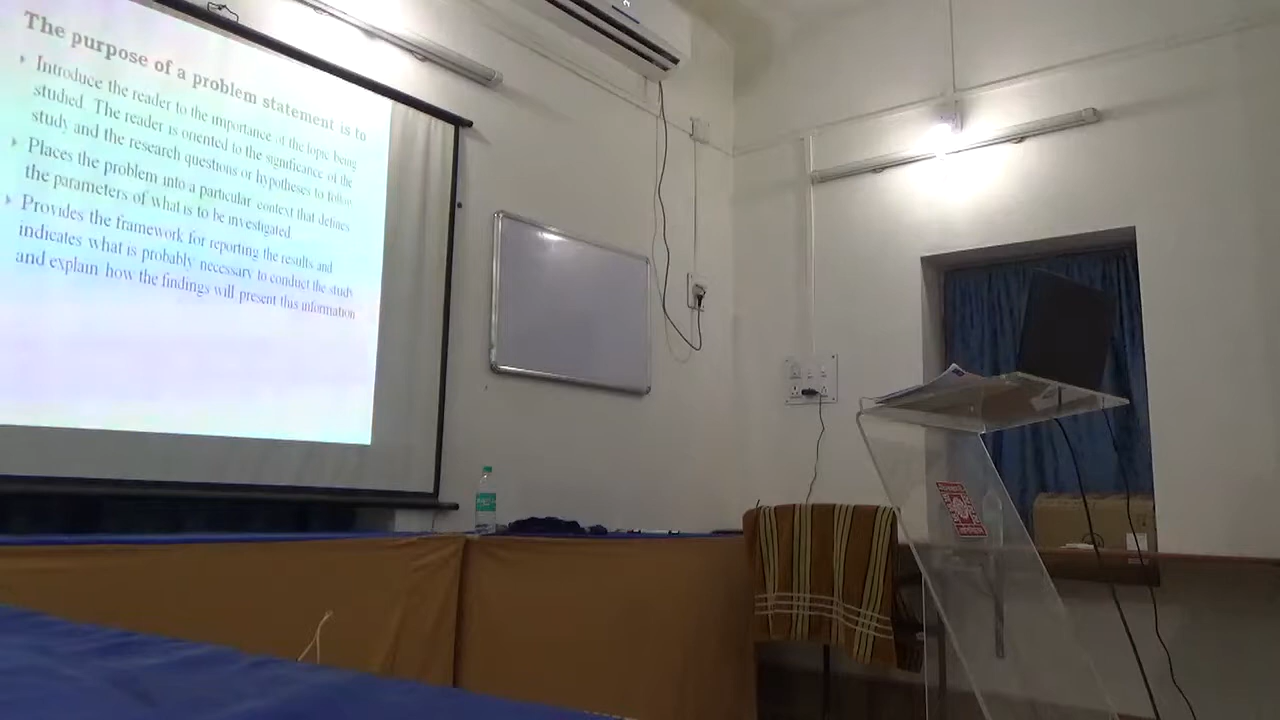 The purpose of a problem statement is to
Introduce the reader to the importance of the topic being
studied. The reader is oriented to the significance of the
study and the research questions or hypotheses to follow
Places the problem into a particular context that defines
the parameters of what is to be investigated.
Provides the framework for reporting the results and
indicates what is probably necessary to conduct the study
and explain how the findings will present this information